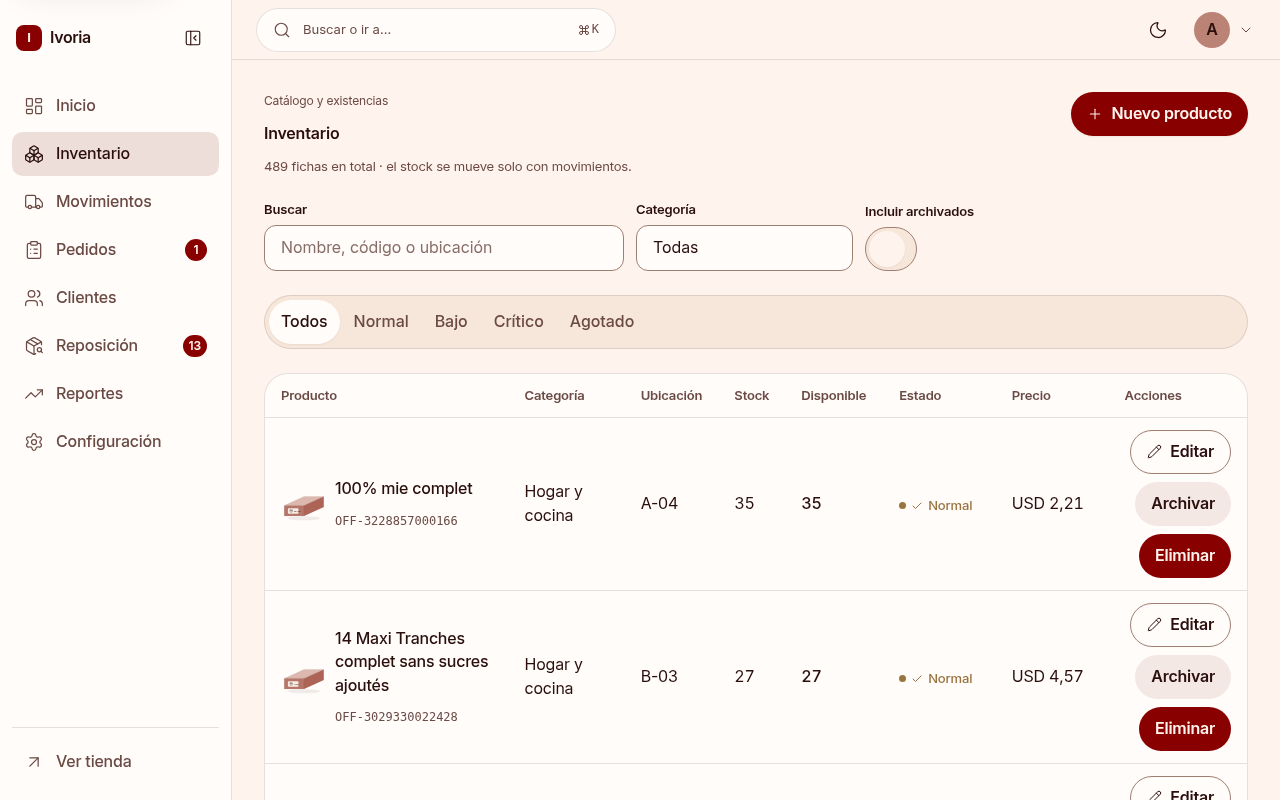 I Ivoria
Buscar o ir a... ⌘K
A
Inicio
Inventario
Movimientos
Pedidos 1
Clientes
Reposición 13
Reportes
Configuración
Ver tienda
Catálogo y existencias
Inventario
489 fichas en total · el stock se mueve solo con movimientos.
Nuevo producto
Buscar
Nombre, código o ubicación
Categoría
Todas
Incluir archivados
Todos Normal Bajo Crítico Agotado
Producto Categoría Ubicación Stock Disponible Estado Precio Acciones
100% mie complet
OFF-3228857000166
Hogar y
cocina
A-04
35
35
Normal
USD 2,21
Editar
Archivar
Eliminar
14 Maxi Tranches
complet sans sucres
ajoutés
OFF-3029330022428
Hogar y
cocina
B-03
27
27
Normal
USD 4,57
Editar
Archivar
Eliminar
Editar